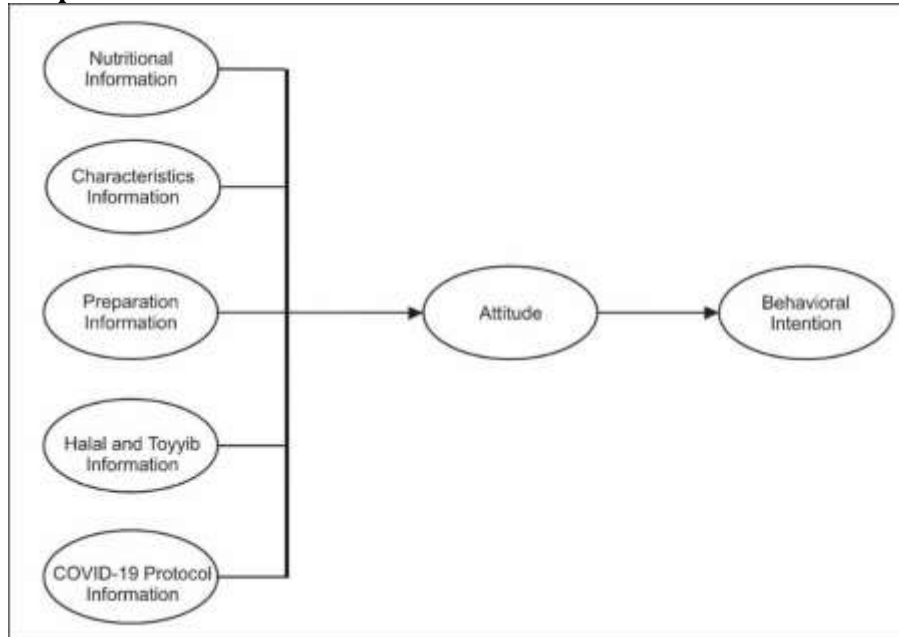 Nutritional
Information
Characteristics
Information
Preparation
Information
Attitude
Behavioral
Intention
Halal and Toyyib
Information
COVID-19 Protocol
Information